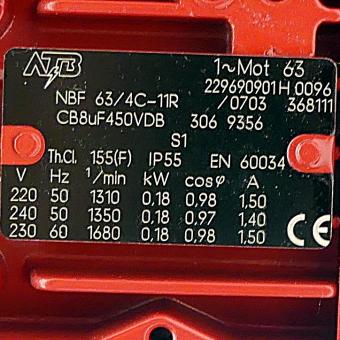 ATB 1~Mot 63
229690901H 0096
NBF 63/4C-11R /0703 368111
CB8uF450VDB 306 9356
S1
Th.Cl. 155(F) IP55 EN 60034
V Hz 1/min kW cosφ A
220 50 1310 0,18 0,98 1,50
240 50 1350 0,18 0,97 1,40
230 60 1680 0,18 0,98 1,50
CE